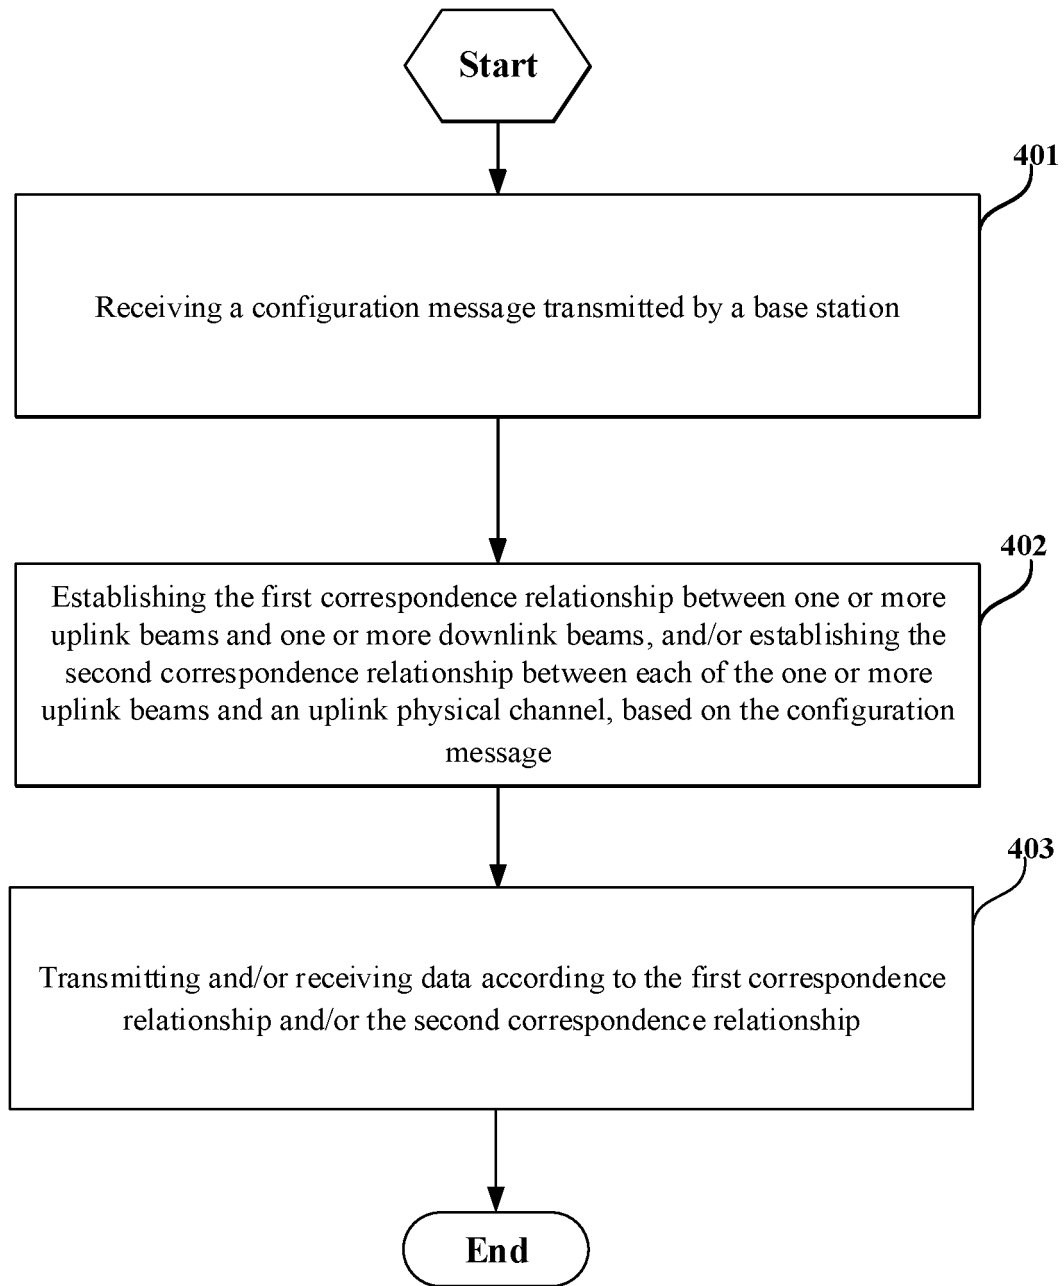 Start
401
Receiving a configuration message transmitted by a base station
402
Establishing the first correspondence relationship between one or more
uplink beams and one or more downlink beams, and/or establishing the
second correspondence relationship between each of the one or more
uplink beams and an uplink physical channel, based on the configuration
message
403
Transmitting and/or receiving data according to the first correspondence
relationship and/or the second correspondence relationship
End